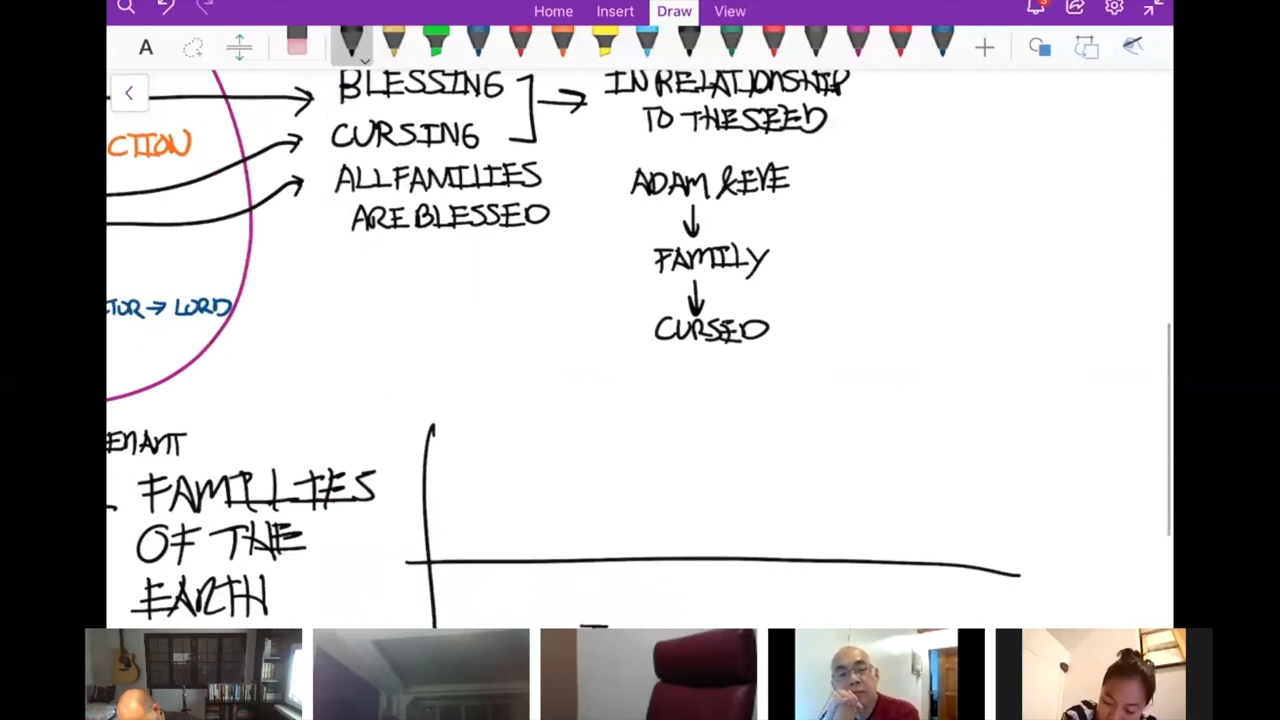 Home Insert Draw View
A
BLESSING
CURSING
IN RELATIONSHIP
TO THE SEED
CTION
ALL FAMILIES
ARE BLESSED
ADAM & EVE
FAMILY
CURSED
TOR → LORD
ENANT
FAMILIES
OF THE
EARTH